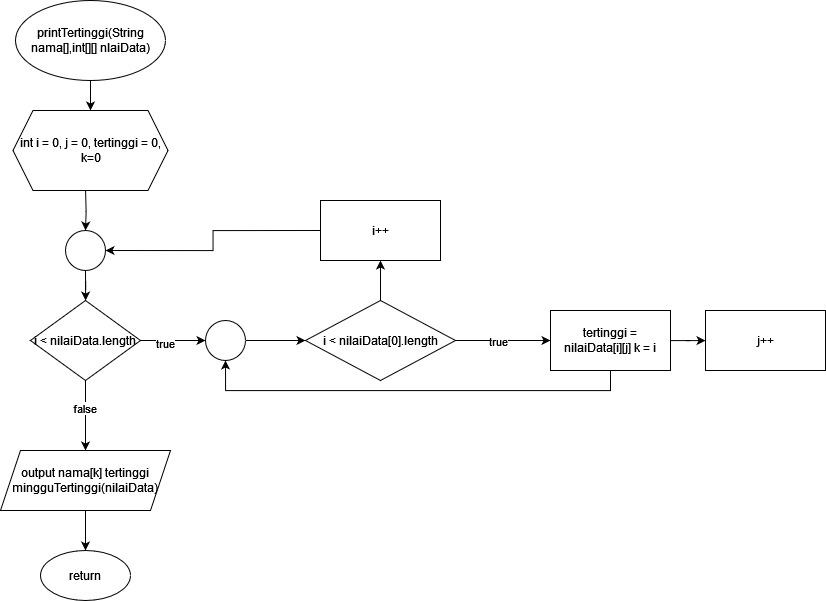 printTertinggi(String
nama[],int[][] nIaiData)
int i = 0, j = 0, tertinggi = 0,
k=0
i++
i < nilaiData.length
true
i < nilaiData[0].length
true
tertinggi =
nilaiData[i][j] k = i
j++
false
output nama[k] tertinggi
mingguTertinggi(nilaiData)
return